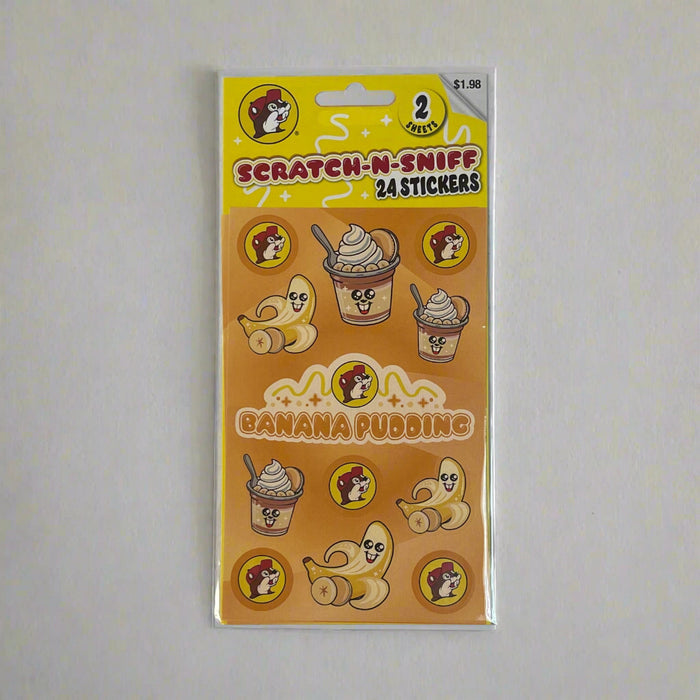 $1.98
2
SHEETS
SCRATCH-N-SNIFF
24 STICKERS
BANANA PUDDING